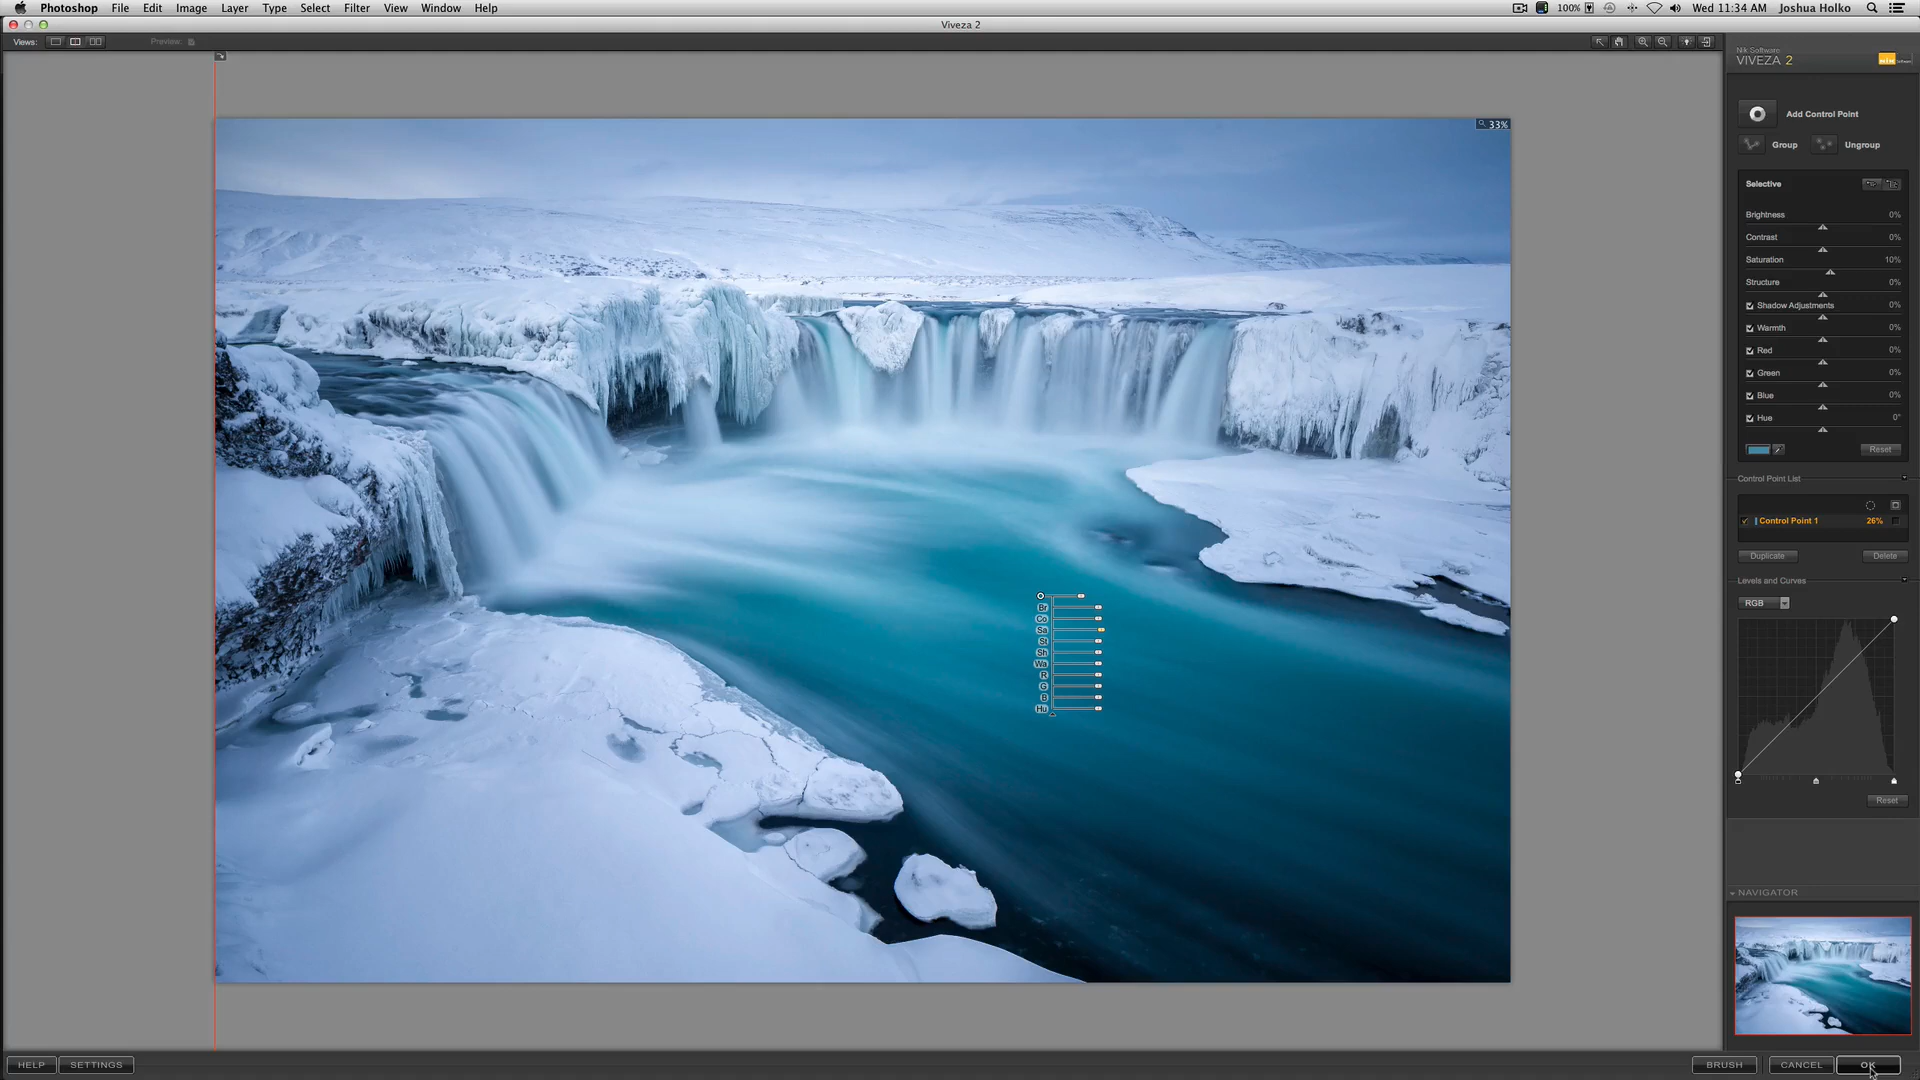 Photoshop File Edit Image Layer Type Select Filter View Window Help 100% Wed 11:34 AM Joshua Holko
Viveza 2
Views: Preview:
Nik Software
VIVEZA 2
33%
Add Control Point
Group Ungroup
Selective
Brightness 0%
Contrast 0%
Saturation 10%
Structure 0%
Shadow Adjustments 0%
Warmth 0%
Red 0%
Green 0%
Blue 0%
Hue 0°
Reset
Control Point List
Control Point 1 26%
Duplicate Delete
Levels and Curves
RGB
Br
Co
Sa
St
Sh
Wa
R
G
B
Hu
Reset
NAVIGATOR
HELP SETTINGS BRUSH CANCEL OK